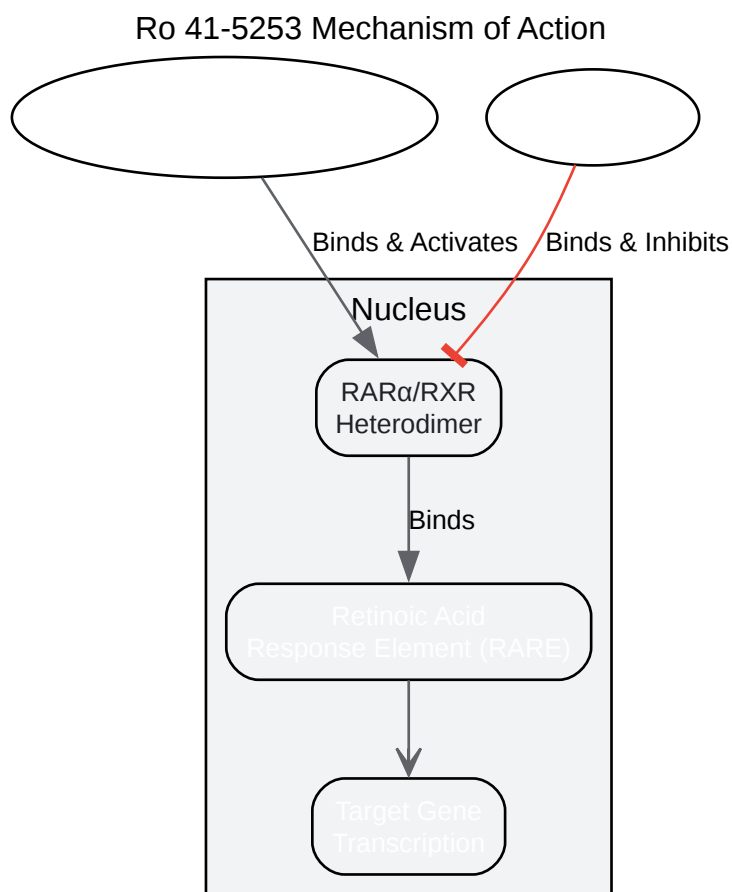 Ro 41-5253 Mechanism of Action
Binds & Activates
Binds & Inhibits
Nucleus
RARα/RXR
Heterodimer
Binds
Retinoic Acid
Response Element (RARE)
Target Gene
Transcription